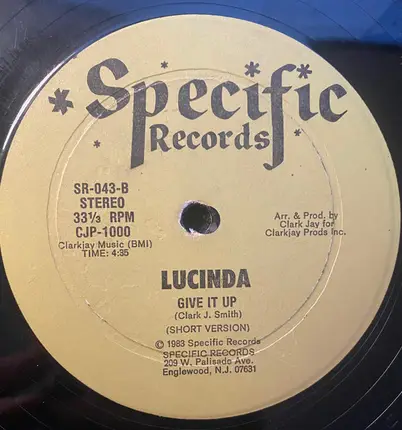 Specific
Records
SR-043-B
STEREO
33⅓ RPM
CJP-1000
Clarkjay Music (BMI)
TIME: 4:35
Arr. & Prod. by
Clark Jay for
Clarkjay Prods Inc.
LUCINDA
GIVE IT UP
(Clark J. Smith)
(SHORT VERSION)
© 1983 Specific Records
SPECIFIC RECORDS
209 W. Palisade Ave.
Englewood, N.J. 07631